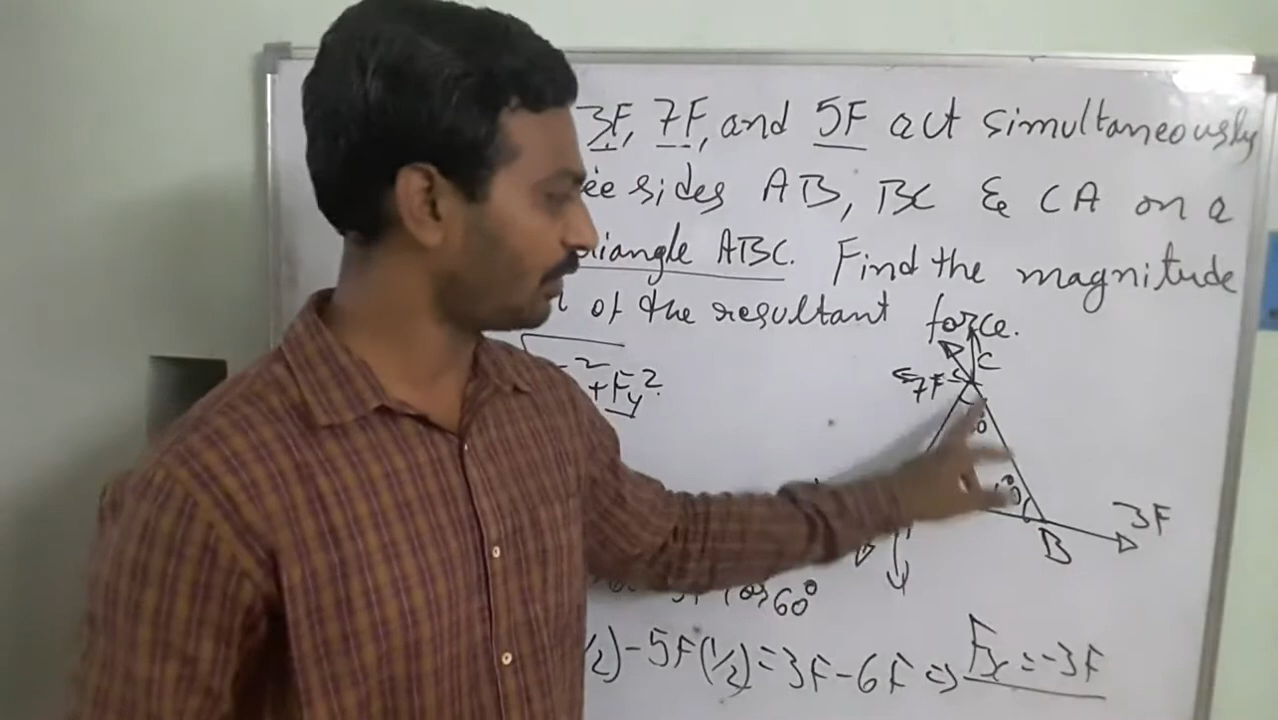 3F, 7F, and 5F act simultaneously
sides AB, BC & CA on a
triangle ABC. Find the magnitude
of the resultant force.
+Fy².
C
7F
3F
B
Cos 60°
-5F(1/2) = 3F-6F ⇒ Fx = -3F